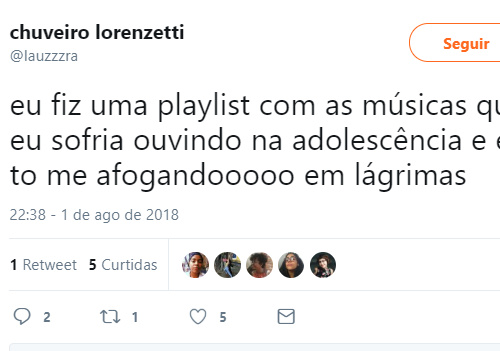 chuveiro lorenzetti
Seguir
@lauzzzra
eu fiz uma playlist com as músicas
eu sofria ouvindo na adolescência e
to me afogandooooo em lágrimas
22:38 - 1 de ago de 2018
1 Retweet 5 Curtidas
2 1 5